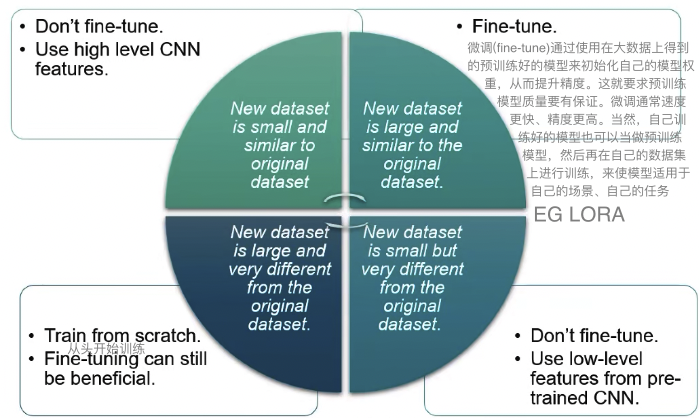 • Don't fine-tune.
• Use high level CNN
features.
New dataset
is small and
similar to
original
dataset
New dataset
is large and
similar to the
original
dataset.
• Fine-tune.
微调(fine-tune)通过使用在大数据上得到
的预训练好的模型来初始化自己的模型权
重，从而提升精度。这就要求预训练
模型质量要有保证。微调通常速度
更快、精度更高。当然，自己训
练好的模型也可以当做预训练
模型，然后再在自己的数据集
上进行训练，来使模型适用于
自己的场景、自己的任务
EG LORA
New dataset
is large and
very different
from the
original
dataset.
New dataset
is small but
very different
from the
original
dataset.
• Train from scratch.
从头开始训练
• Fine-tuning can still
be beneficial.
• Don't fine-tune.
• Use low-level
features from pre-
trained CNN.